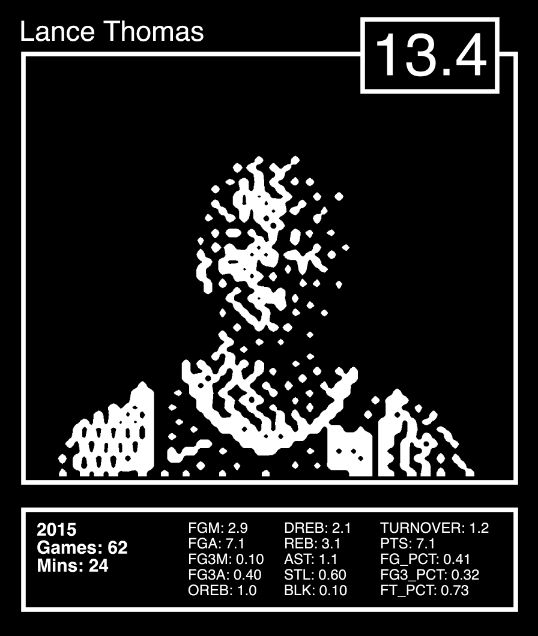 Lance Thomas
13.4
2015
Games: 62
Mins: 24
FGM: 2.9
FGA: 7.1
FG3M: 0.10
FG3A: 0.40
OREB: 1.0
DREB: 2.1
REB: 3.1
AST: 1.1
STL: 0.60
BLK: 0.10
TURNOVER: 1.2
PTS: 7.1
FG_PCT: 0.41
FG3_PCT: 0.32
FT_PCT: 0.73